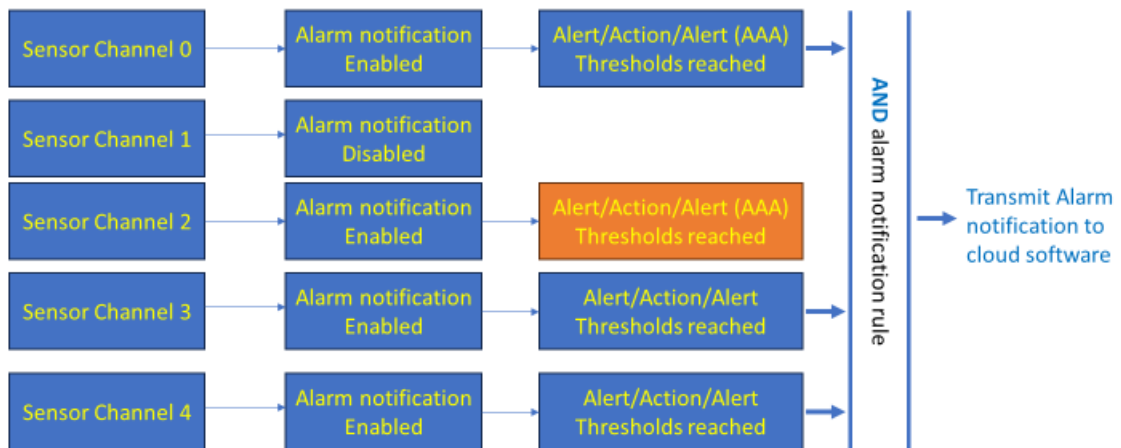 Sensor Channel 0
Alarm notification
Enabled
Alert/Action/Alert (AAA)
Thresholds reached
Sensor Channel 1
Alarm notification
Disabled
Sensor Channel 2
Alarm notification
Enabled
Alert/Action/Alert (AAA)
Thresholds reached
Sensor Channel 3
Alarm notification
Enabled
Alert/Action/Alert
Thresholds reached
Sensor Channel 4
Alarm notification
Enabled
Alert/Action/Alert
Thresholds reached
AND alarm notification rule
Transmit Alarm
notification to
cloud software